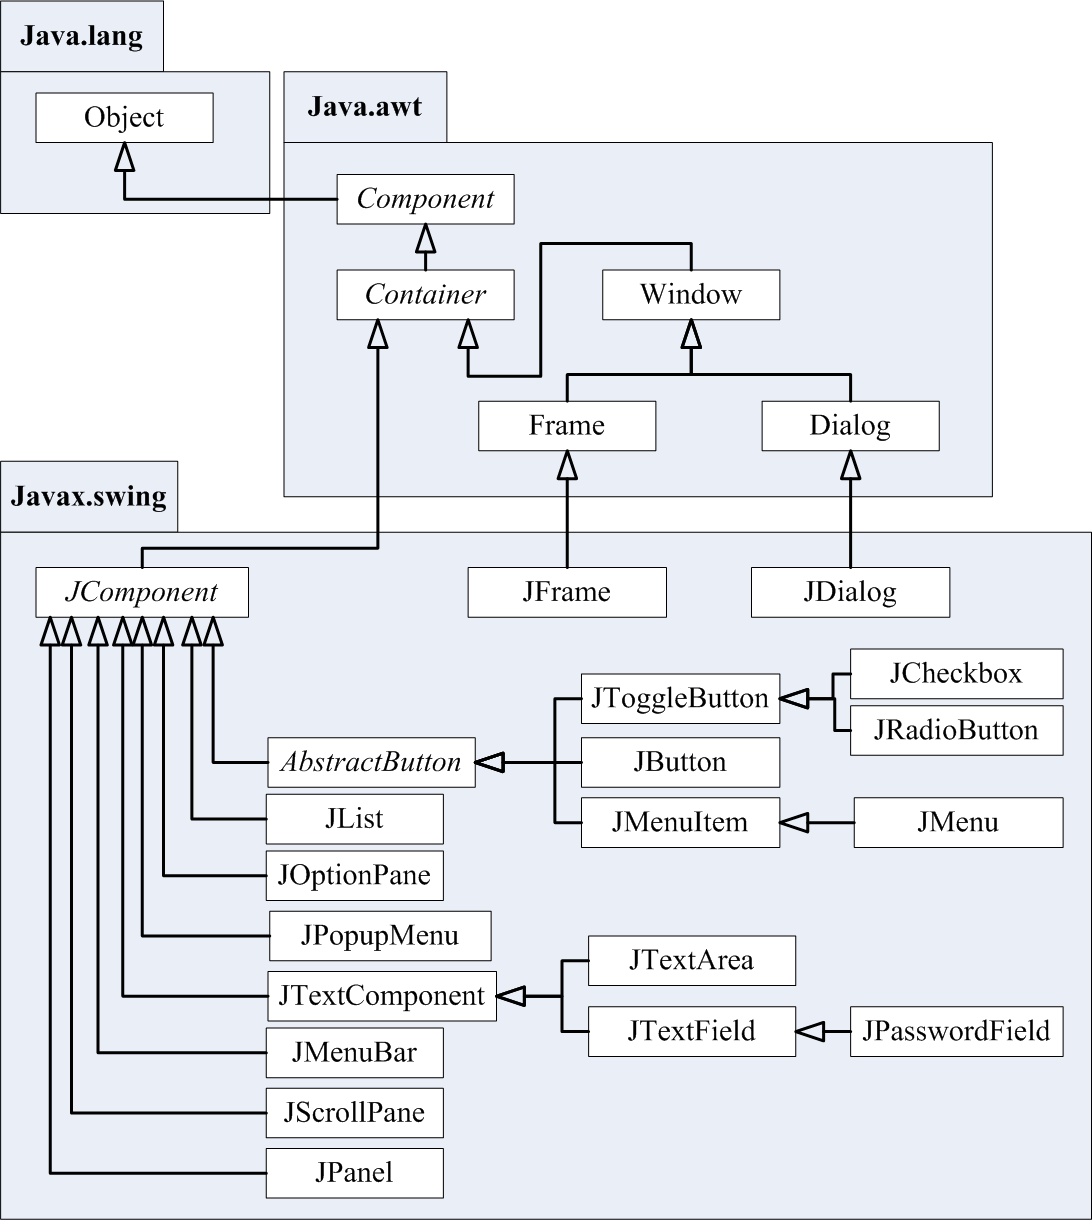 Java.lang
Object
Java.awt
Component
Container
Window
Frame
Dialog
Javax.swing
JComponent
JFrame
JDialog
JToggleButton
JCheckbox
JRadioButton
AbstractButton
JButton
JList
JMenuItem
JMenu
JOptionPane
JPopupMenu
JTextComponent
JTextArea
JTextField
JPasswordField
JMenuBar
JScrollPane
JPanel